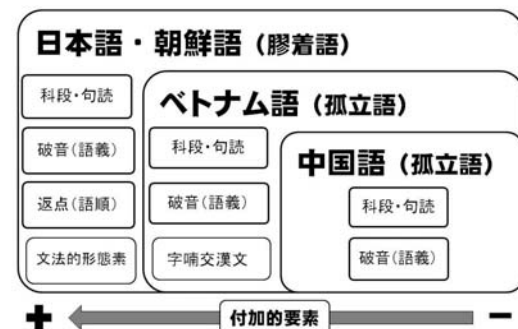 日本語・朝鮮語（膠着語）
科段・句読
破音（語義）
返点（語順）
文法的形態素
ベトナム語（孤立語）
科段・句読
破音（語義）
字喃交漢文
中国語（孤立語）
科段・句読
破音（語義）
＋
付加的要素
－